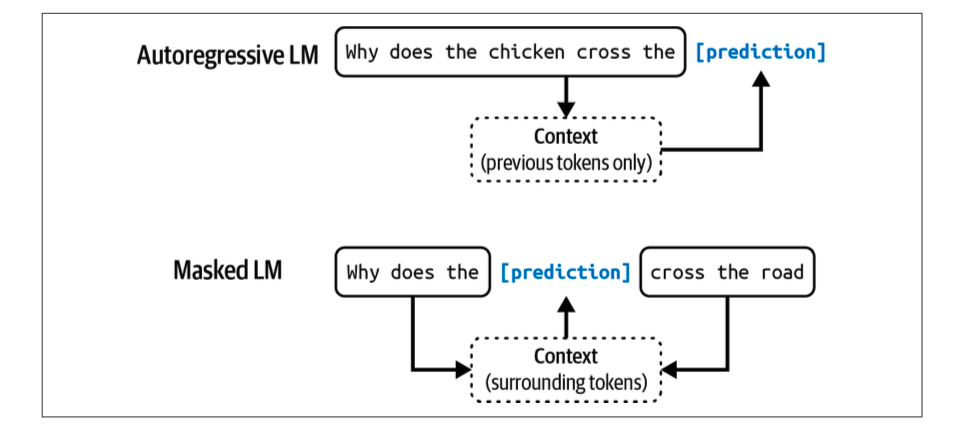 Autoregressive LM Why does the chicken cross the [prediction]
Context
(previous tokens only)
Masked LM Why does the [prediction] cross the road
Context
(surrounding tokens)